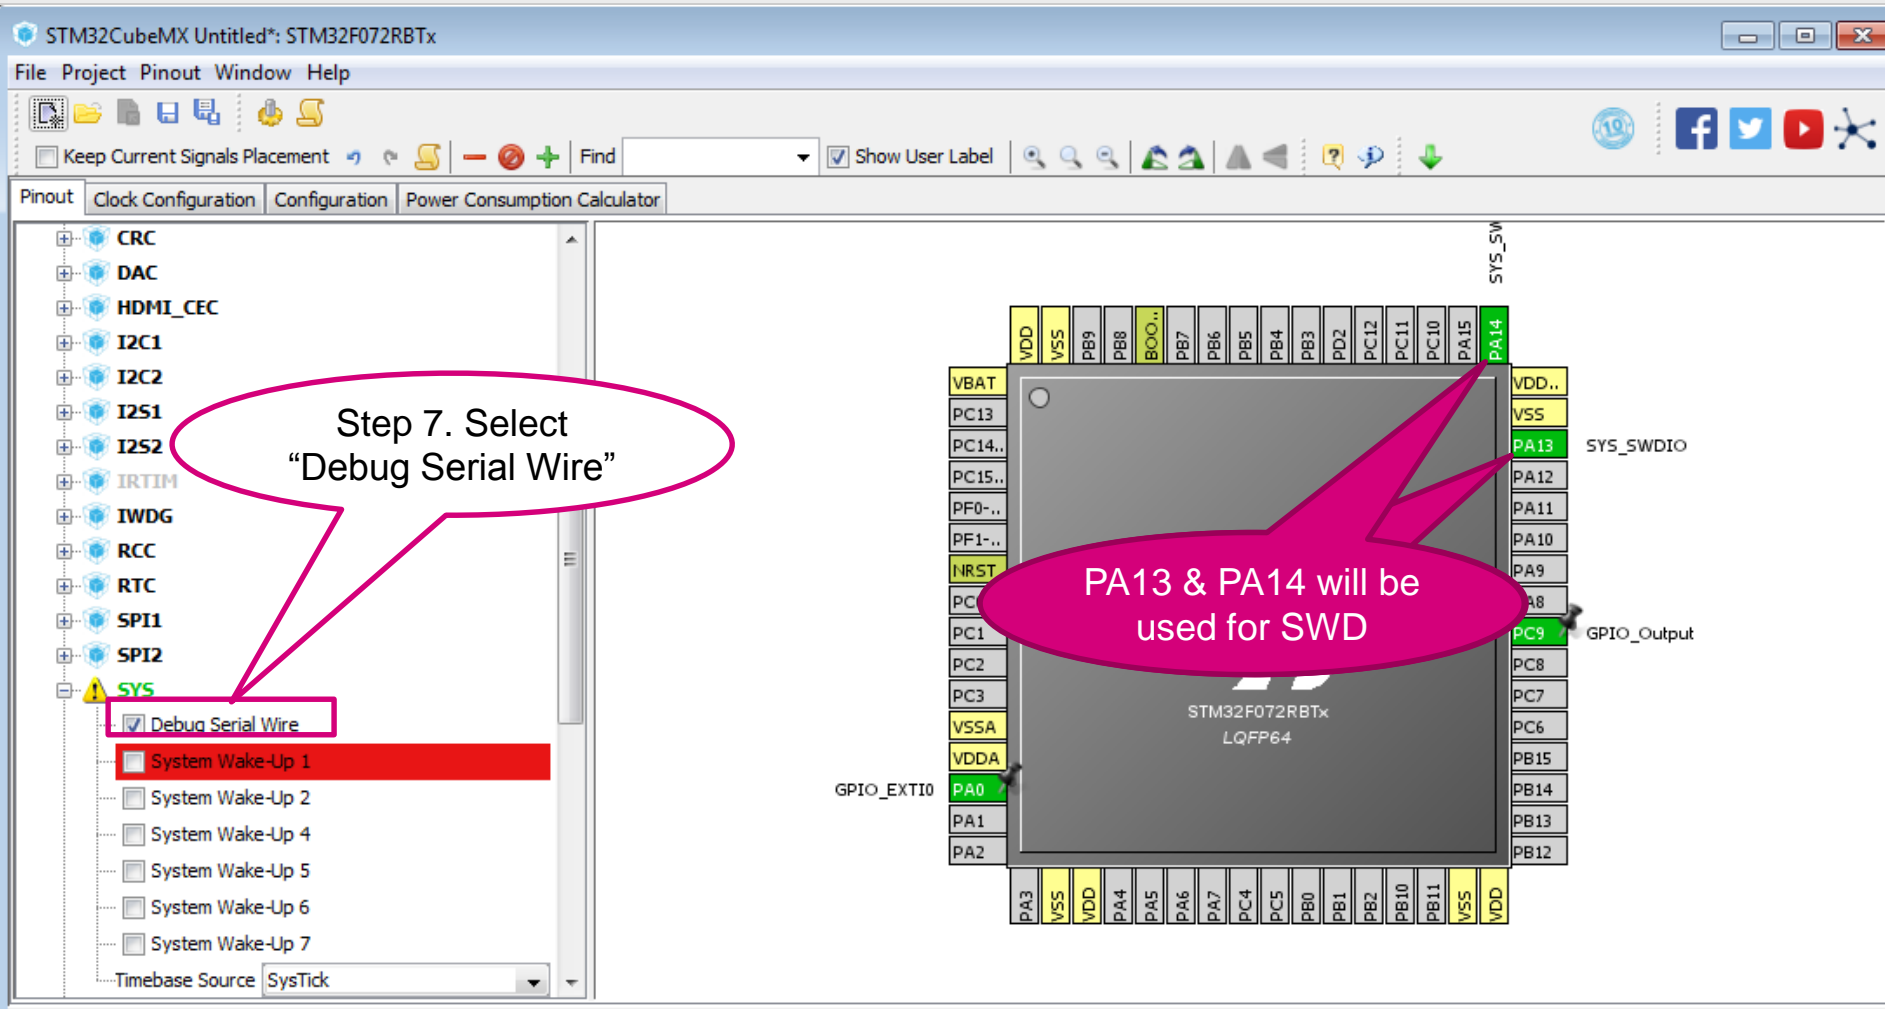 STM32CubeMX Untitled*: STM32F072RBTx
File Project Pinout Window Help
10
Keep Current Signals Placement Find Show User Label
Pinout Clock Configuration Configuration Power Consumption Calculator
CRC
DAC
HDMI_CEC
I2C1
I2C2
I2S1
I2S2
IRTIM
IWDG
RCC
RTC
SPI1
SPI2
SYS
Debug Serial Wire
System Wake-Up 1
System Wake-Up 2
System Wake-Up 4
System Wake-Up 5
System Wake-Up 6
System Wake-Up 7
Timebase Source SysTick
Step 7. Select
“Debug Serial Wire”
SYS_SW
VDD VSS PB9 PB8 BOO.. PB7 PB6 PB5 PB4 PB3 PD2 PC12 PC11 PC10 PA15 PA14
VBAT
PC13
PC14..
PC15..
PF0-..
PF1-..
NRST
PC1
PC2
PC3
VSSA
VDDA
GPIO_EXTI0 PA0
PA1
PA2
PA13 & PA14 will be
used for SWD
STM32F072RBTx
LQFP64
VDD..
VSS
PA13 SYS_SWDIO
PA12
PA11
PA10
PA9
A8
PC9 GPIO_Output
PC8
PC7
PC6
PB15
PB14
PB13
PB12
PA3 VSS VDD PA4 PA5 PA6 PA7 PC4 PC5 PB0 PB1 PB2 PB10 PB11 VSS VDD